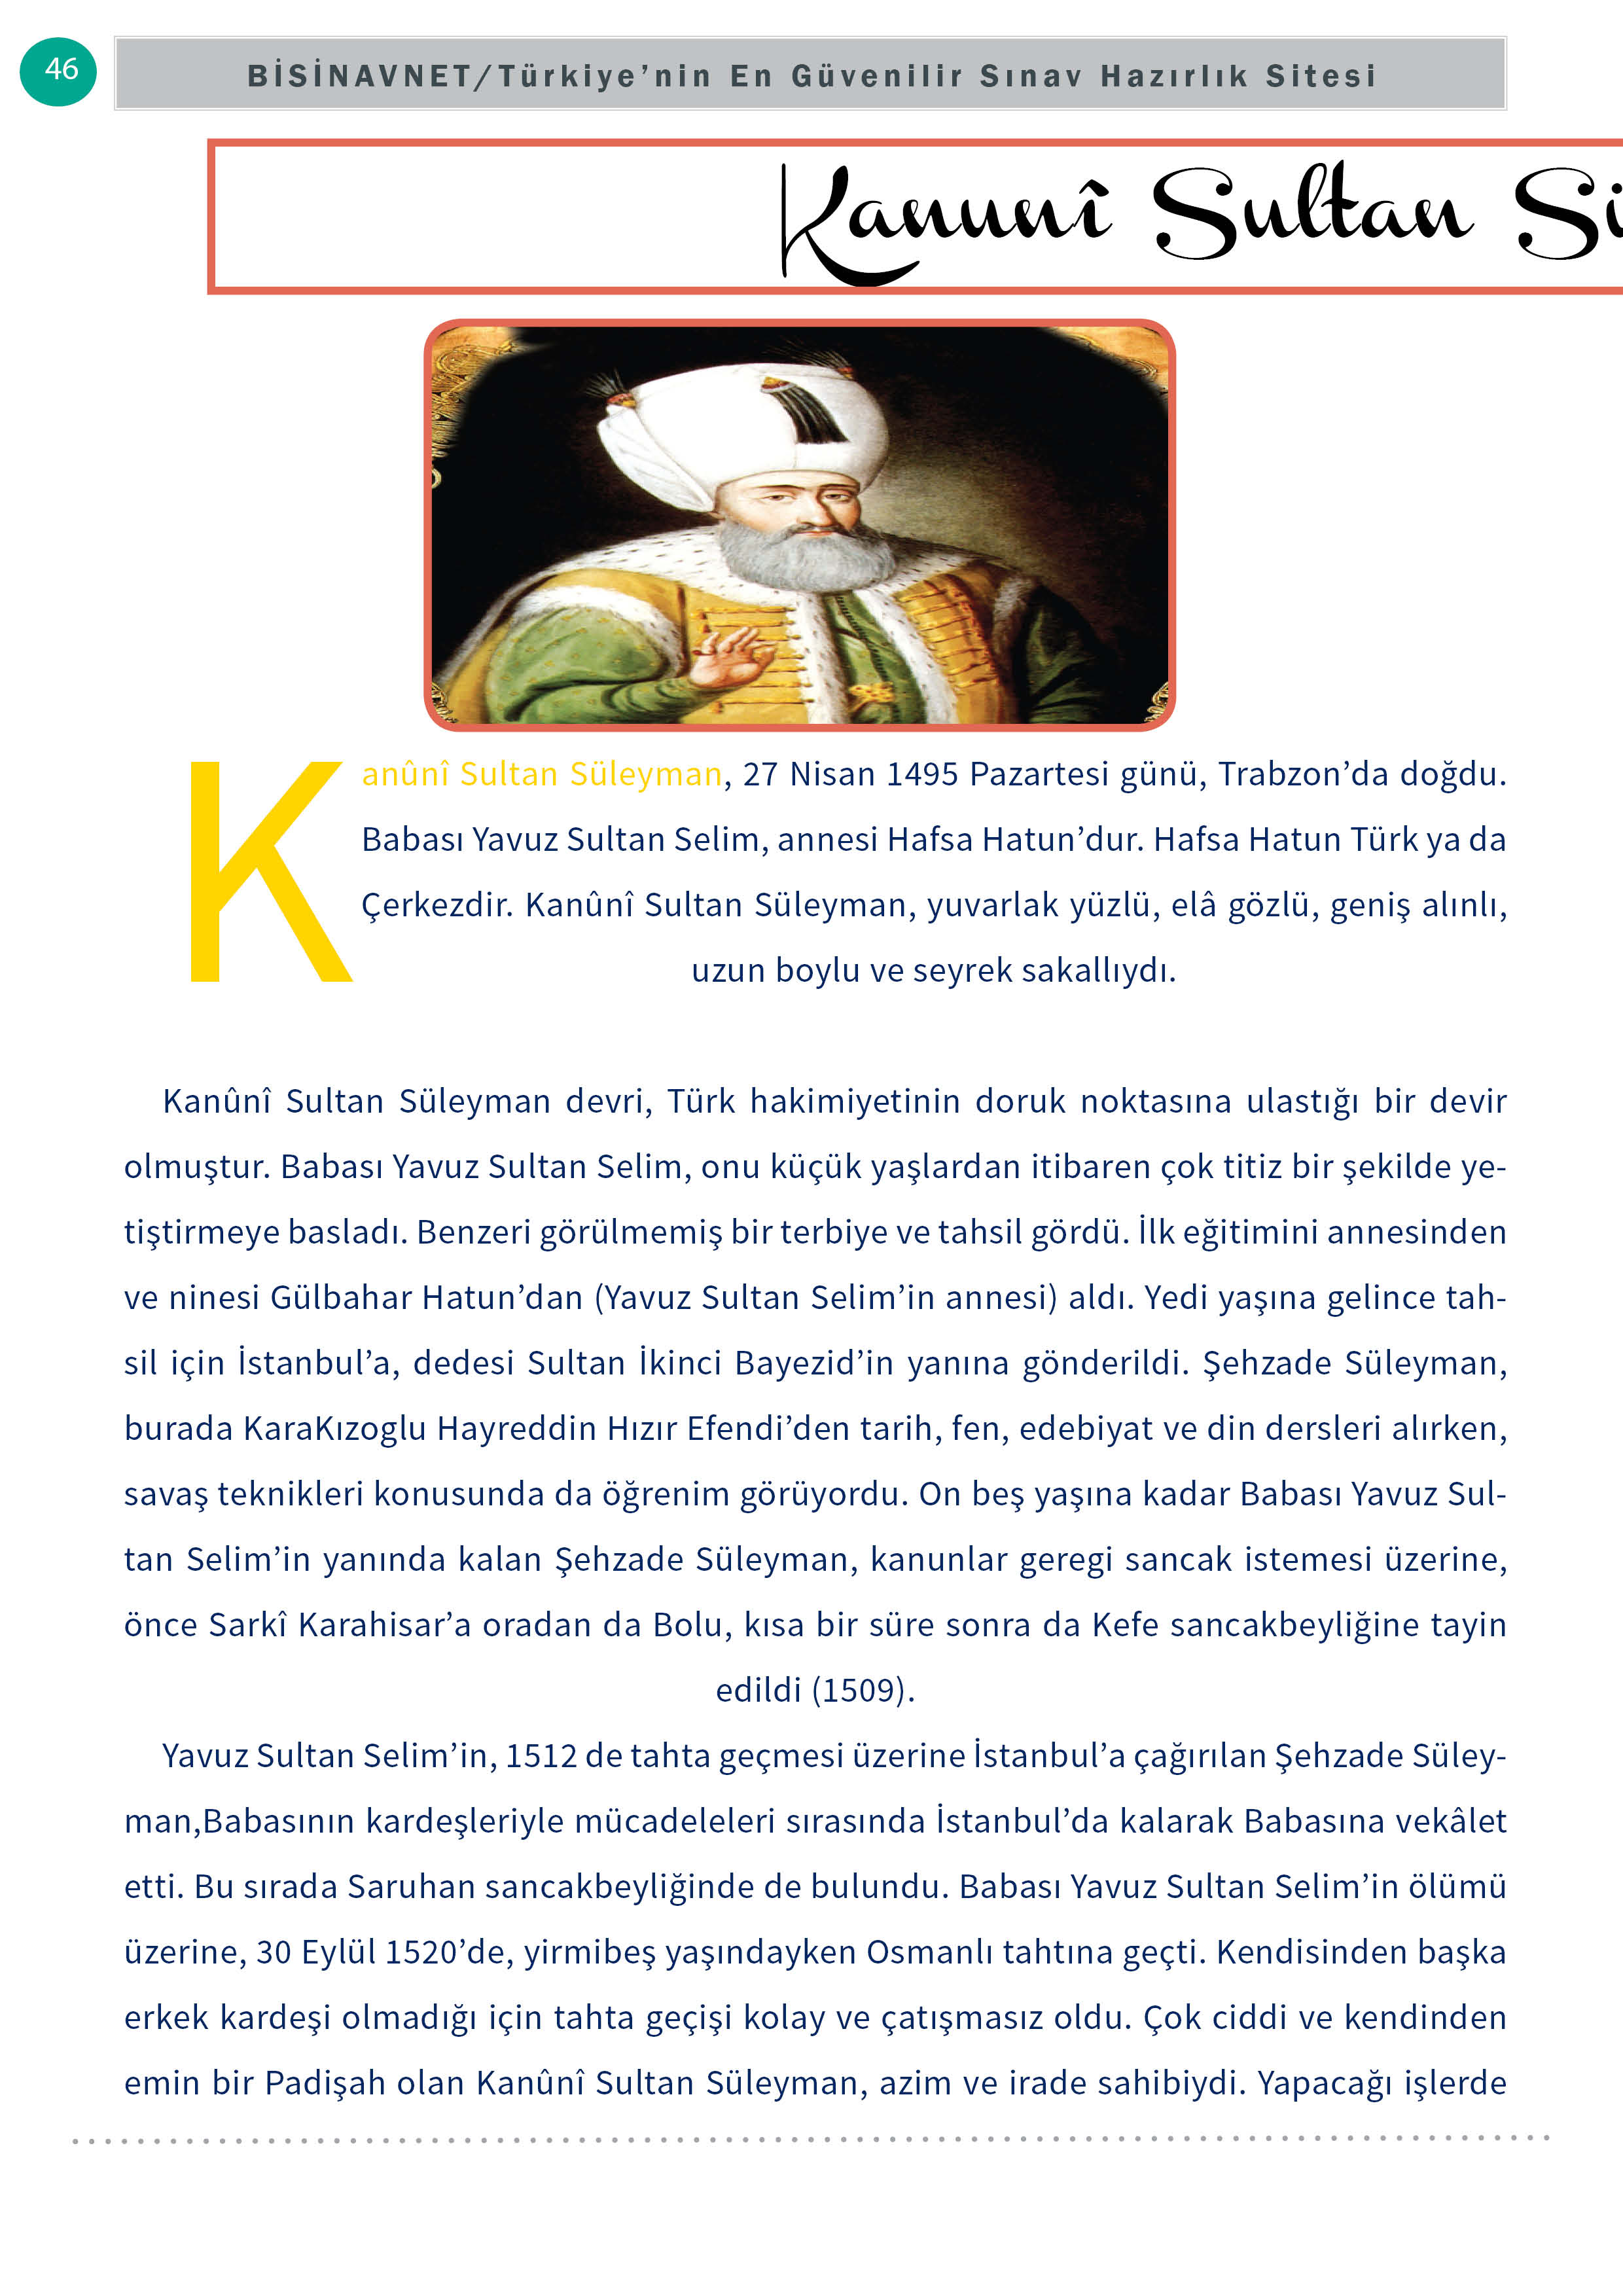 46
BİSİNAVNET/Türkiye’nin En Güvenilir Sınav Hazırlık Sitesi
Kanunî Sultan Sü
Kanûnî Sultan Süleyman, 27 Nisan 1495 Pazartesi günü, Trabzon’da doğdu.
Babası Yavuz Sultan Selim, annesi Hafsa Hatun’dur. Hafsa Hatun Türk ya da
Çerkezdir. Kanûnî Sultan Süleyman, yuvarlak yüzlü, elâ gözlü, geniş alınlı,
uzun boylu ve seyrek sakallıydı.
Kanûnî Sultan Süleyman devri, Türk hakimiyetinin doruk noktasına ulastığı bir devir
olmuştur. Babası Yavuz Sultan Selim, onu küçük yaşlardan itibaren çok titiz bir şekilde ye-
tiştirmeye basladı. Benzeri görülmemiş bir terbiye ve tahsil gördü. İlk eğitimini annesinden
ve ninesi Gülbahar Hatun’dan (Yavuz Sultan Selim’in annesi) aldı. Yedi yaşına gelince tah-
sil için İstanbul’a, dedesi Sultan İkinci Bayezid’in yanına gönderildi. Şehzade Süleyman,
burada KaraKızoglu Hayreddin Hızır Efendi’den tarih, fen, edebiyat ve din dersleri alırken,
savaş teknikleri konusunda da öğrenim görüyordu. On beş yaşına kadar Babası Yavuz Sul-
tan Selim’in yanında kalan Şehzade Süleyman, kanunlar geregi sancak istemesi üzerine,
önce Sarkî Karahisar’a oradan da Bolu, kısa bir süre sonra da Kefe sancakbeyliğine tayin
edildi (1509).
Yavuz Sultan Selim’in, 1512 de tahta geçmesi üzerine İstanbul’a çağırılan Şehzade Süley-
man,Babasının kardeşleriyle mücadeleleri sırasında İstanbul’da kalarak Babasına vekâlet
etti. Bu sırada Saruhan sancakbeyliğinde de bulundu. Babası Yavuz Sultan Selim’in ölümü
üzerine, 30 Eylül 1520’de, yirmibeş yaşındayken Osmanlı tahtına geçti. Kendisinden başka
erkek kardeşi olmadığı için tahta geçişi kolay ve çatışmasız oldu. Çok ciddi ve kendinden
emin bir Padişah olan Kanûnî Sultan Süleyman, azim ve irade sahibiydi. Yapacağı işlerde